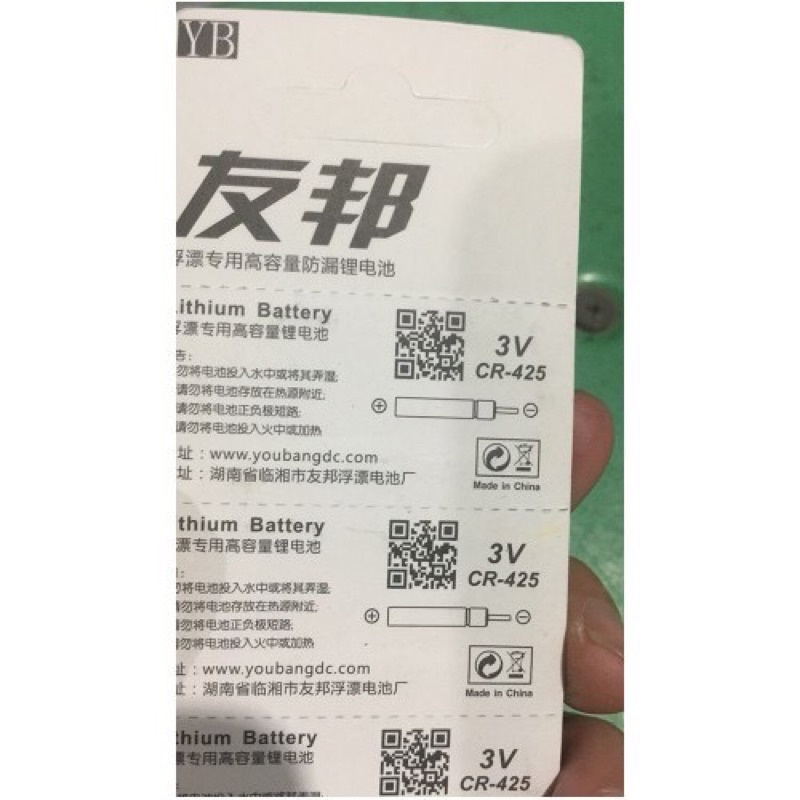 YB
友邦
浮漂专用高容量防漏锂电池
Lithium Battery
浮漂专用高容量锂电池
3V
CR-425
告:
勿将电池投入水中或将其弄湿;
请勿将电池存放在热源附近;
请勿将电池正负极短路;
请勿将电池投入火中或加热
址: www.youbangdc.com
址: 湖南省临湘市友邦浮漂电池厂
Made in China
thium Battery
漂专用高容量锂电池
3V
CR-425
勿将电池投入水中或将其弄湿;
请勿将电池存放在热源附近;
请勿将电池正负极短路;
勿将电池投入火中或加热
址: www.youbangdc.com
址: 湖南省临湘市友邦浮漂电池厂
Made in China
thium Battery
漂专用高容量锂电池
3V
CR-425